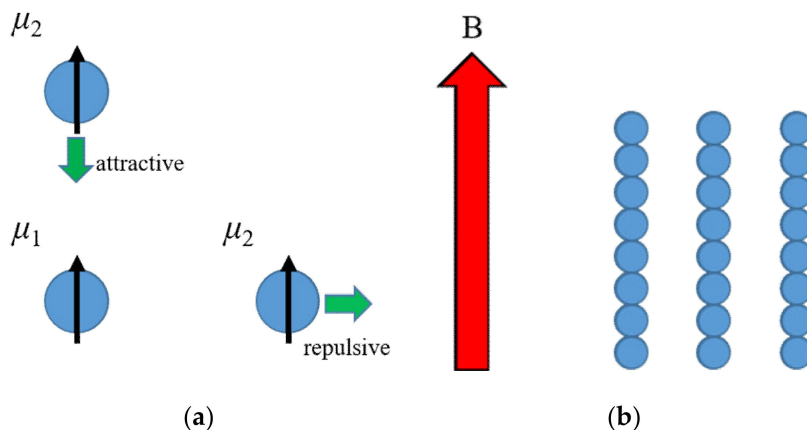 μ2
B
attractive
μ1
μ2
repulsive
(a)
(b)